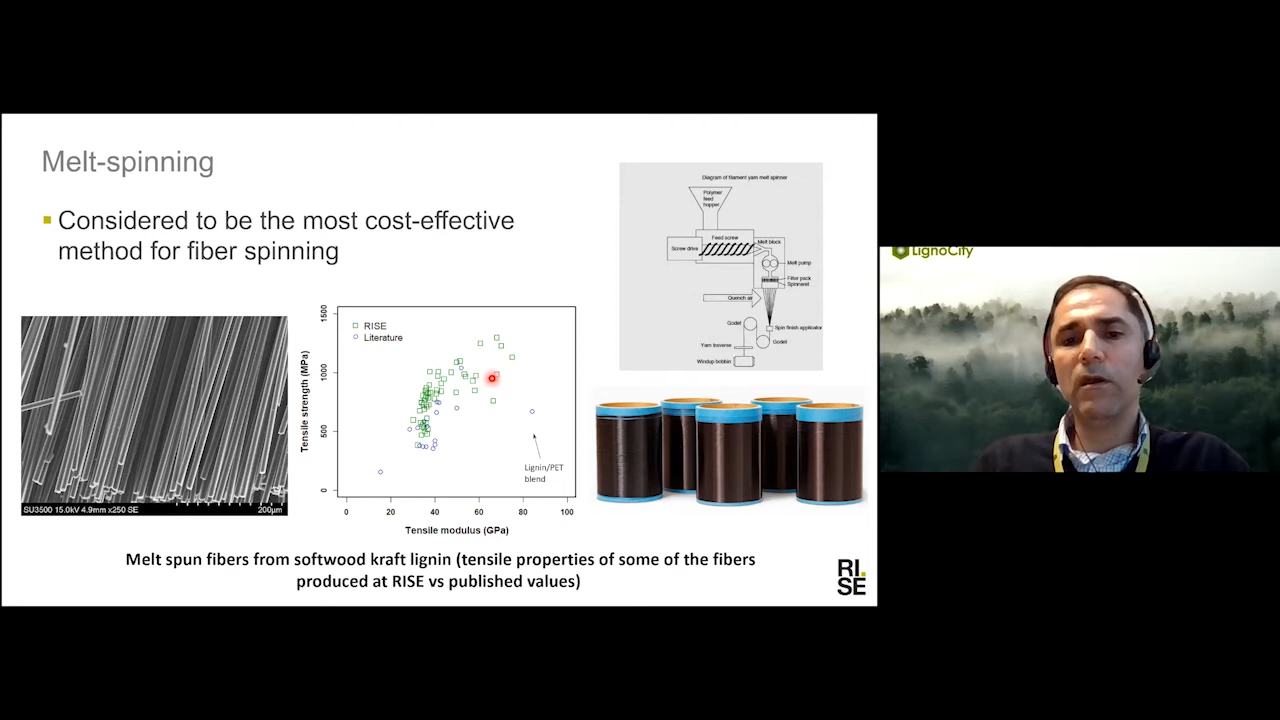 Melt-spinning
Considered to be the most cost-effective
method for fiber spinning
Diagram of filament yarn melt spinner
Polymer
feed
hopper
Feed screw
Screw drive
Melt block
Melt pump
Filter pack
Spinneret
Quench air
Godet
Spin finish applicator
Godet
Yarn traverse
Windup bobbin
SU3500 15.0kV 4.9mm x250 SE
200µm
Tensile strength (MPa)
1500
1000
500
0
RISE
Literature
Lignin/PET
blend
0 20 40 60 80 100
Tensile modulus (GPa)
Melt spun fibers from softwood kraft lignin (tensile properties of some of the fibers
produced at RISE vs published values)
RI.
SE
LignoCity